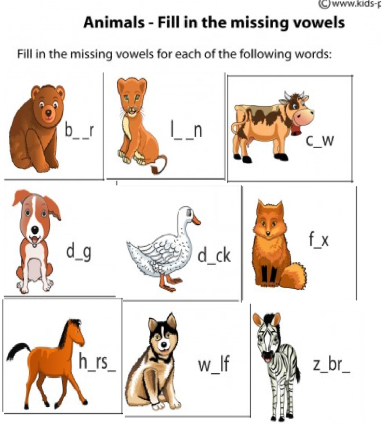 ©www.kids-p
Animals - Fill in the missing vowels
Fill in the missing vowels for each of the following words:
b_ _r l_ _n c_w
d_g d_ck f_x
h_rs_ w_lf z_br_